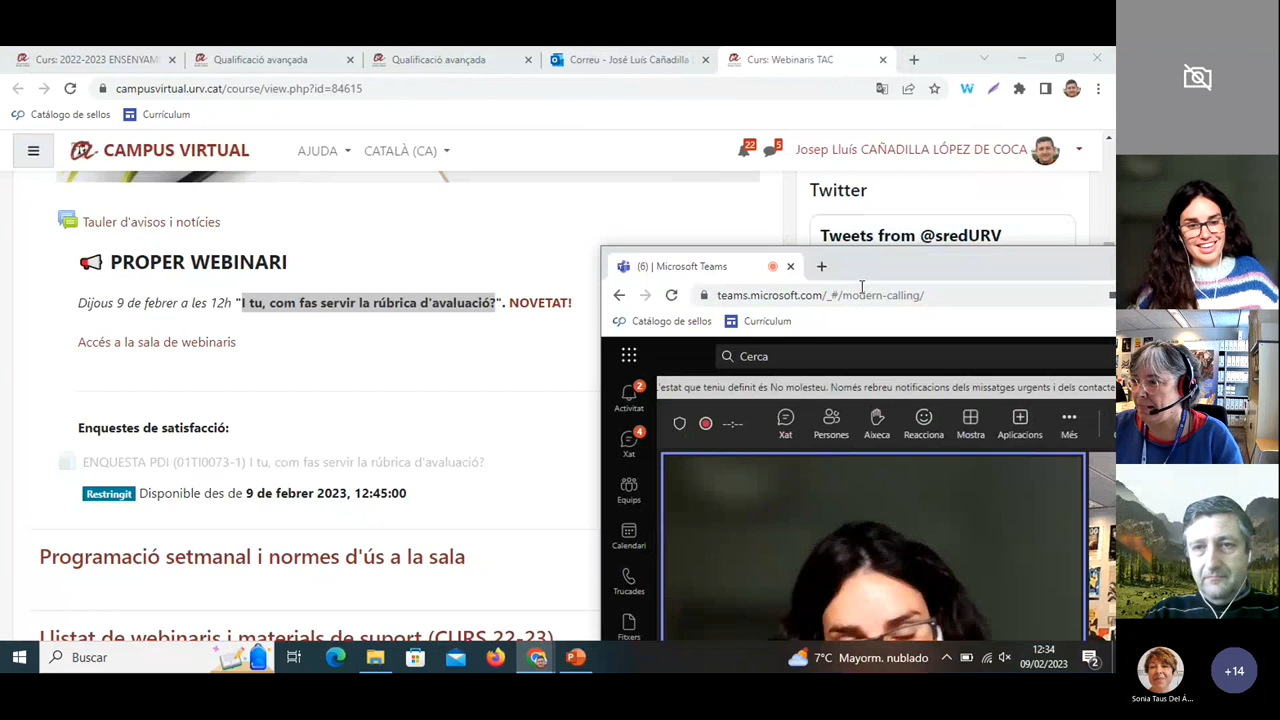 Curs: 2022-2023 ENSENYAM
Qualificació avançada
Qualificació avançada
Correu - José Luís Cañadilla
Curs: Webinaris TAC
campusvirtual.urv.cat/course/view.php?id=84615
Catálogo de sellos
Currículum
CAMPUS VIRTUAL
AJUDA
CATALÀ (CA)
22
5
Josep Lluís CAÑADILLA LÓPEZ DE COCA
Tauler d'avisos i notícies
PROPER WEBINARI
Dijous 9 de febrer a les 12h "I tu, com fas servir la rúbrica d'avaluació?". NOVETAT!
Accés a la sala de webinaris
Enquestes de satisfacció:
ENQUESTA PDI (01TI0073-1) I tu, com fas servir la rúbrica d'avaluació?
Restringit Disponible des de 9 de febrer 2023, 12:45:00
Programació setmanal i normes d'ús a la sala
Llistat de webinaris i materials de suport (CURS 22-23)
Twitter
Tweets from @sredURV
(6) | Microsoft Teams
teams.microsoft.com/_#/modern-calling/
Catálogo de sellos
Currículum
Cerca
'estat que teniu definit és No molesteu. Només rebreu notificacions dels missatges urgents i dels contacte
2
Activitat
4
Xat
Equips
Calendari
Trucades
Fitxers
--:--
Xat
Persones
Aixeca
Reacciona
Mostra
Aplicacions
Més
Buscar
7°C Mayorm. nublado
12:34
09/02/2023
2
Sonia Taus Del Á...
+14